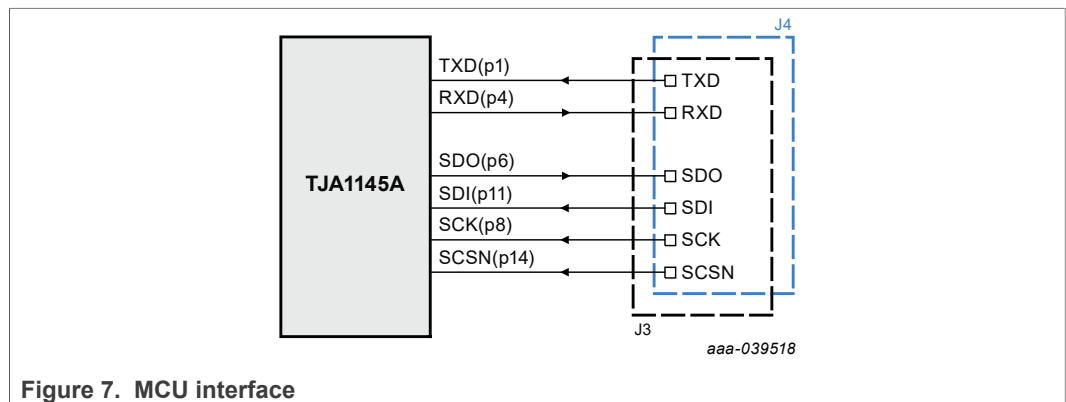 J4
TXD(p1)
TXD
RXD(p4)
RXD
SDO(p6)
SDO
TJA1145A
SDI(p11)
SDI
SCK(p8)
SCK
SCSN(p14)
SCSN
J3
aaa-039518
Figure 7. MCU interface